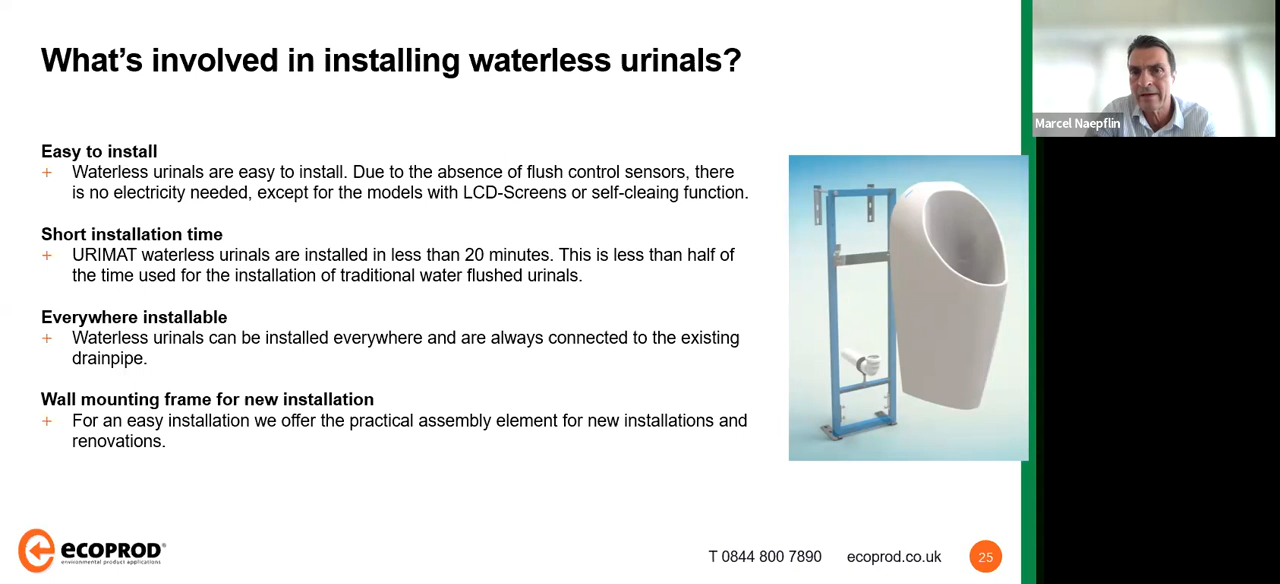 What’s involved in installing waterless urinals?
Marcel Naepflin
Easy to install
+ Waterless urinals are easy to install. Due to the absence of flush control sensors, there
is no electricity needed, except for the models with LCD-Screens or self-cleaing function.
Short installation time
+ URIMAT waterless urinals are installed in less than 20 minutes. This is less than half of
the time used for the installation of traditional water flushed urinals.
Everywhere installable
+ Waterless urinals can be installed everywhere and are always connected to the existing
drainpipe.
Wall mounting frame for new installation
+ For an easy installation we offer the practical assembly element for new installations and
renovations.
ecoprod®
environmental product applications
T 0844 800 7890 ecoprod.co.uk 25